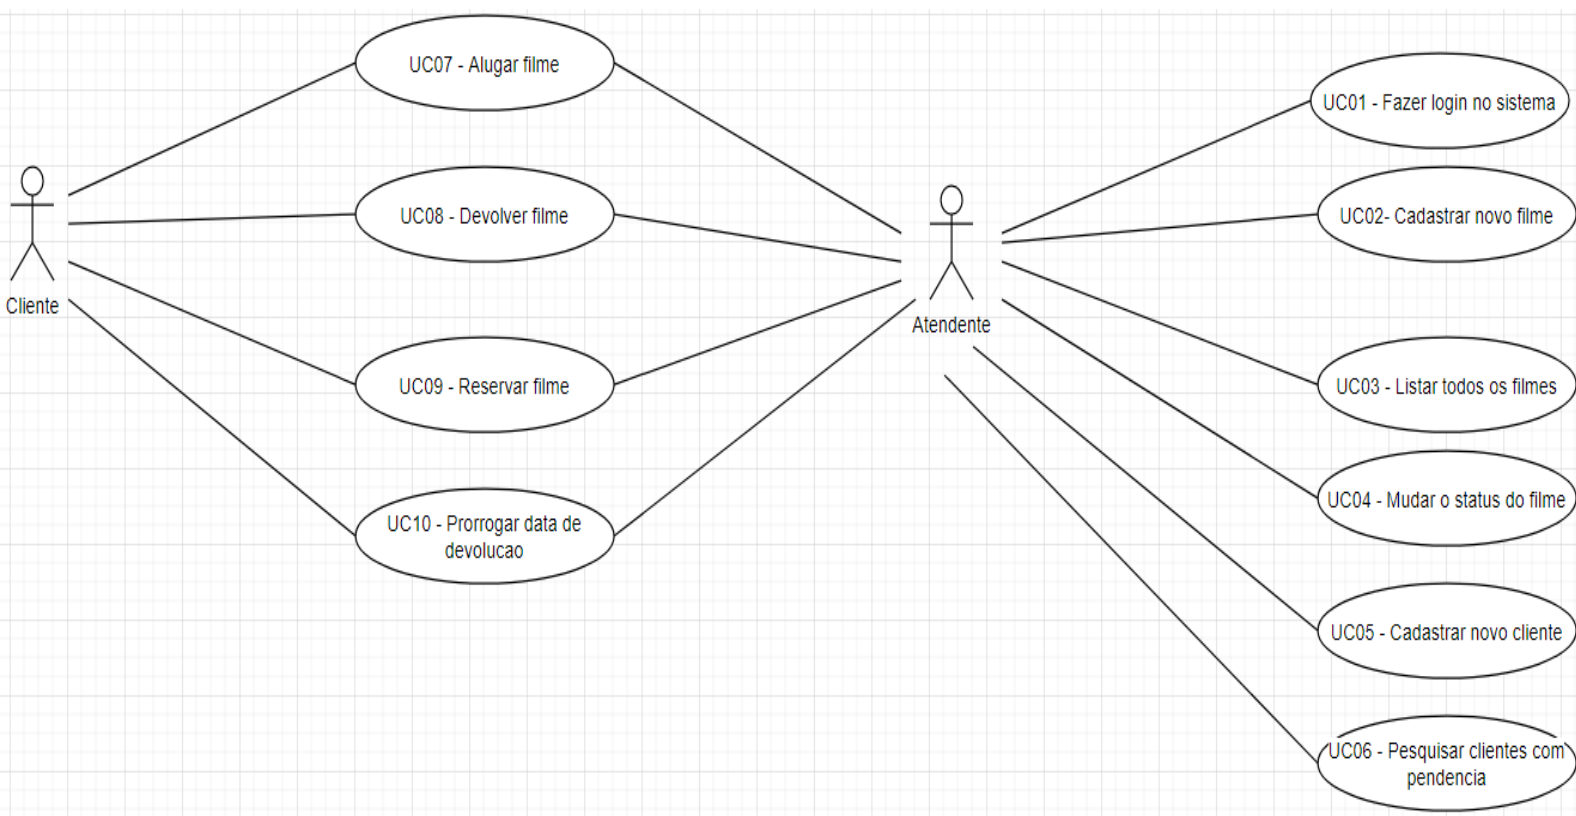 UC07 - Alugar filme
UC01 - Fazer login no sistema
UC08 - Devolver filme
UC02- Cadastrar novo filme
Cliente
Atendente
UC09 - Reservar filme
UC03 - Listar todos os filmes
UC04 - Mudar o status do filme
UC10 - Prorrogar data de
devolucao
UC05 - Cadastrar novo cliente
UC06 - Pesquisar clientes com
pendencia